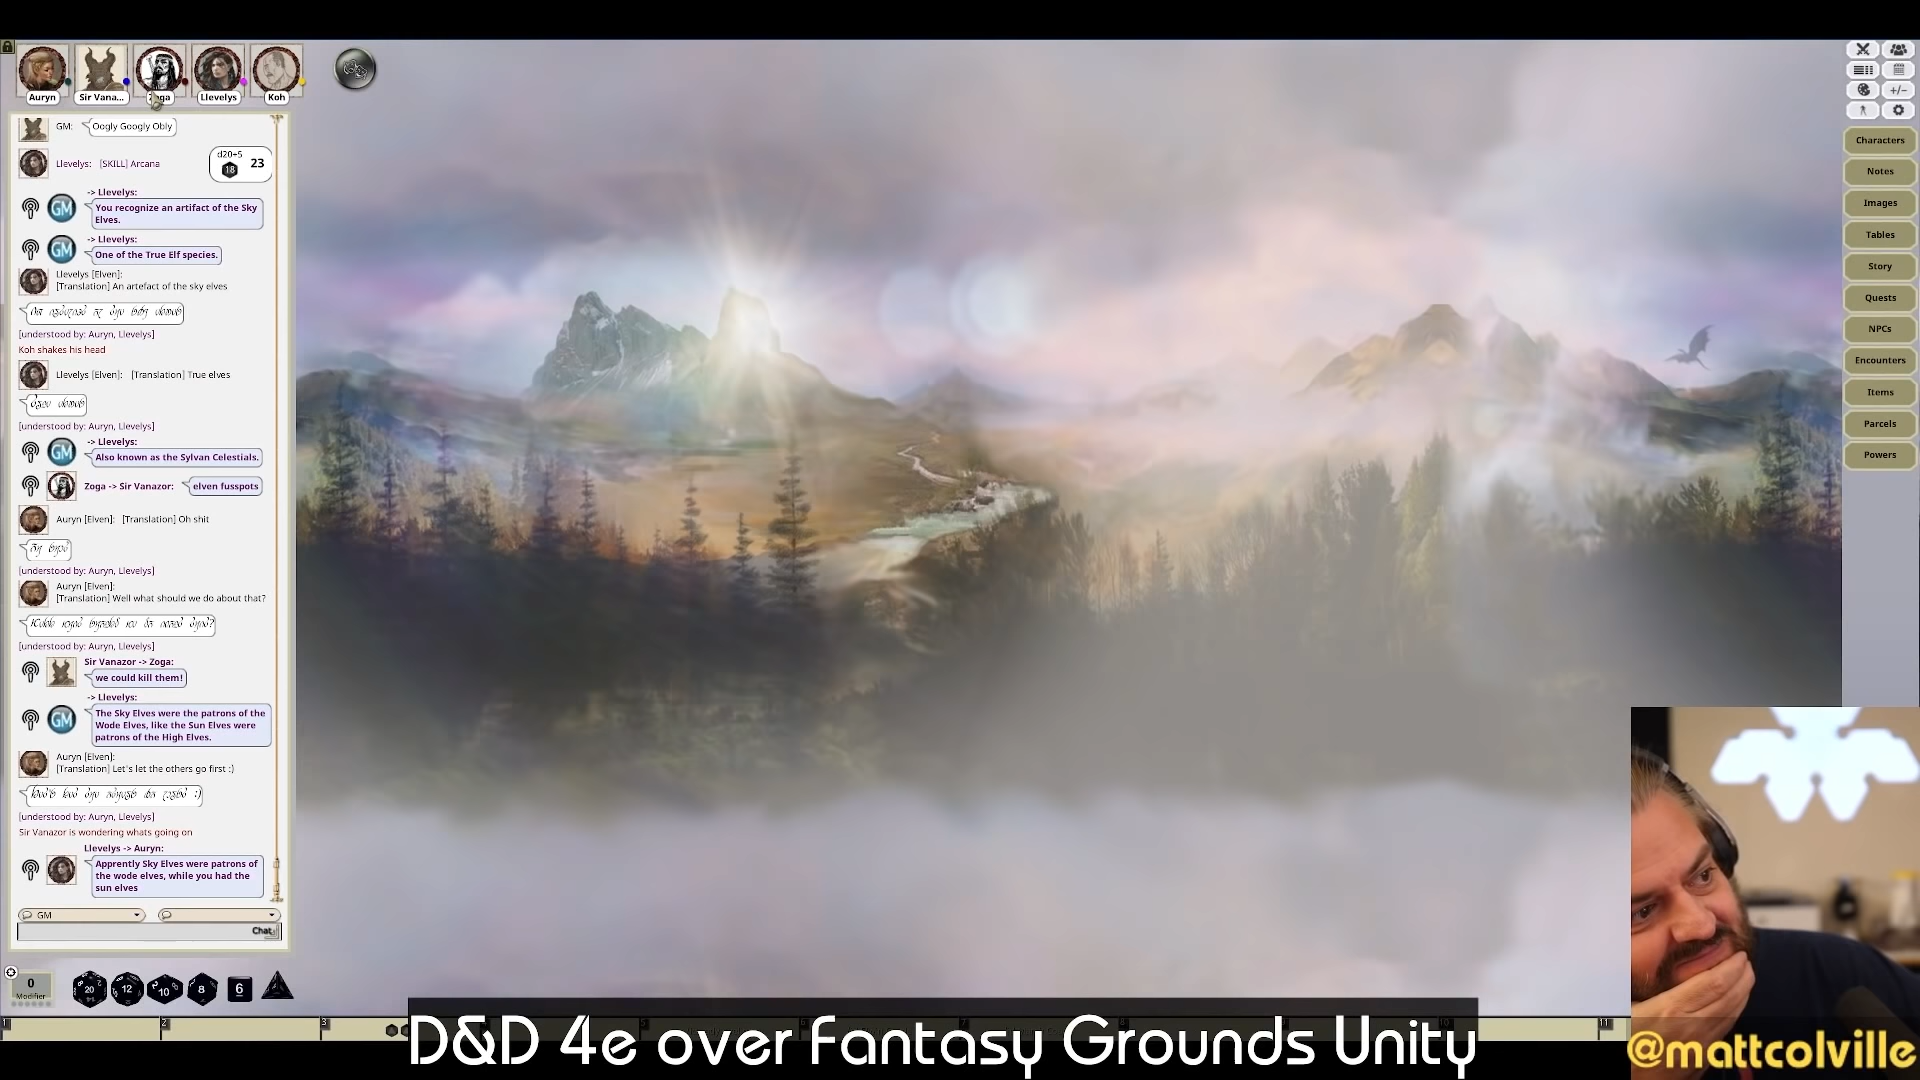 Auryn
Sir Vana...
Llevelys
Koh
GM: Oogly Googly Obly
Llevelys: [SKILL] Arcana
d20+5
18
23
-> Llevelys:
You recognize an artifact of the Sky
Elves.
GM
-> Llevelys:
One of the True Elf species.
GM
Llevelys [Elven]:
[Translation] An artefact of the sky elves
[understood by: Auryn, Llevelys]
Koh shakes his head
Llevelys [Elven]: [Translation] True elves
[understood by: Auryn, Llevelys]
-> Llevelys:
Also known as the Sylvan Celestials.
GM
Zoga -> Sir Vanazor: elven fusspots
Auryn [Elven]: [Translation] Oh shit
[understood by: Auryn, Llevelys]
Auryn [Elven]:
[Translation] Well what should we do about that?
[understood by: Auryn, Llevelys]
Sir Vanazor -> Zoga:
we could kill them!
-> Llevelys:
The Sky Elves were the patrons of the
Wode Elves, like the Sun Elves were
patrons of the High Elves.
GM
Auryn [Elven]:
[Translation] Let's let the others go first :)
[understood by: Auryn, Llevelys]
Sir Vanazor is wondering whats going on
Llevelys -> Auryn:
Apprently Sky Elves were patrons of
the wode elves, while you had the
sun elves
GM
Chat
0
Modifier
20
12
10
8
6
1
2
3
11
+/-
Characters
Notes
Images
Tables
Story
Quests
NPCs
Encounters
Items
Parcels
Powers
D&D 4e over Fantasy Grounds Unity
@mattcolville